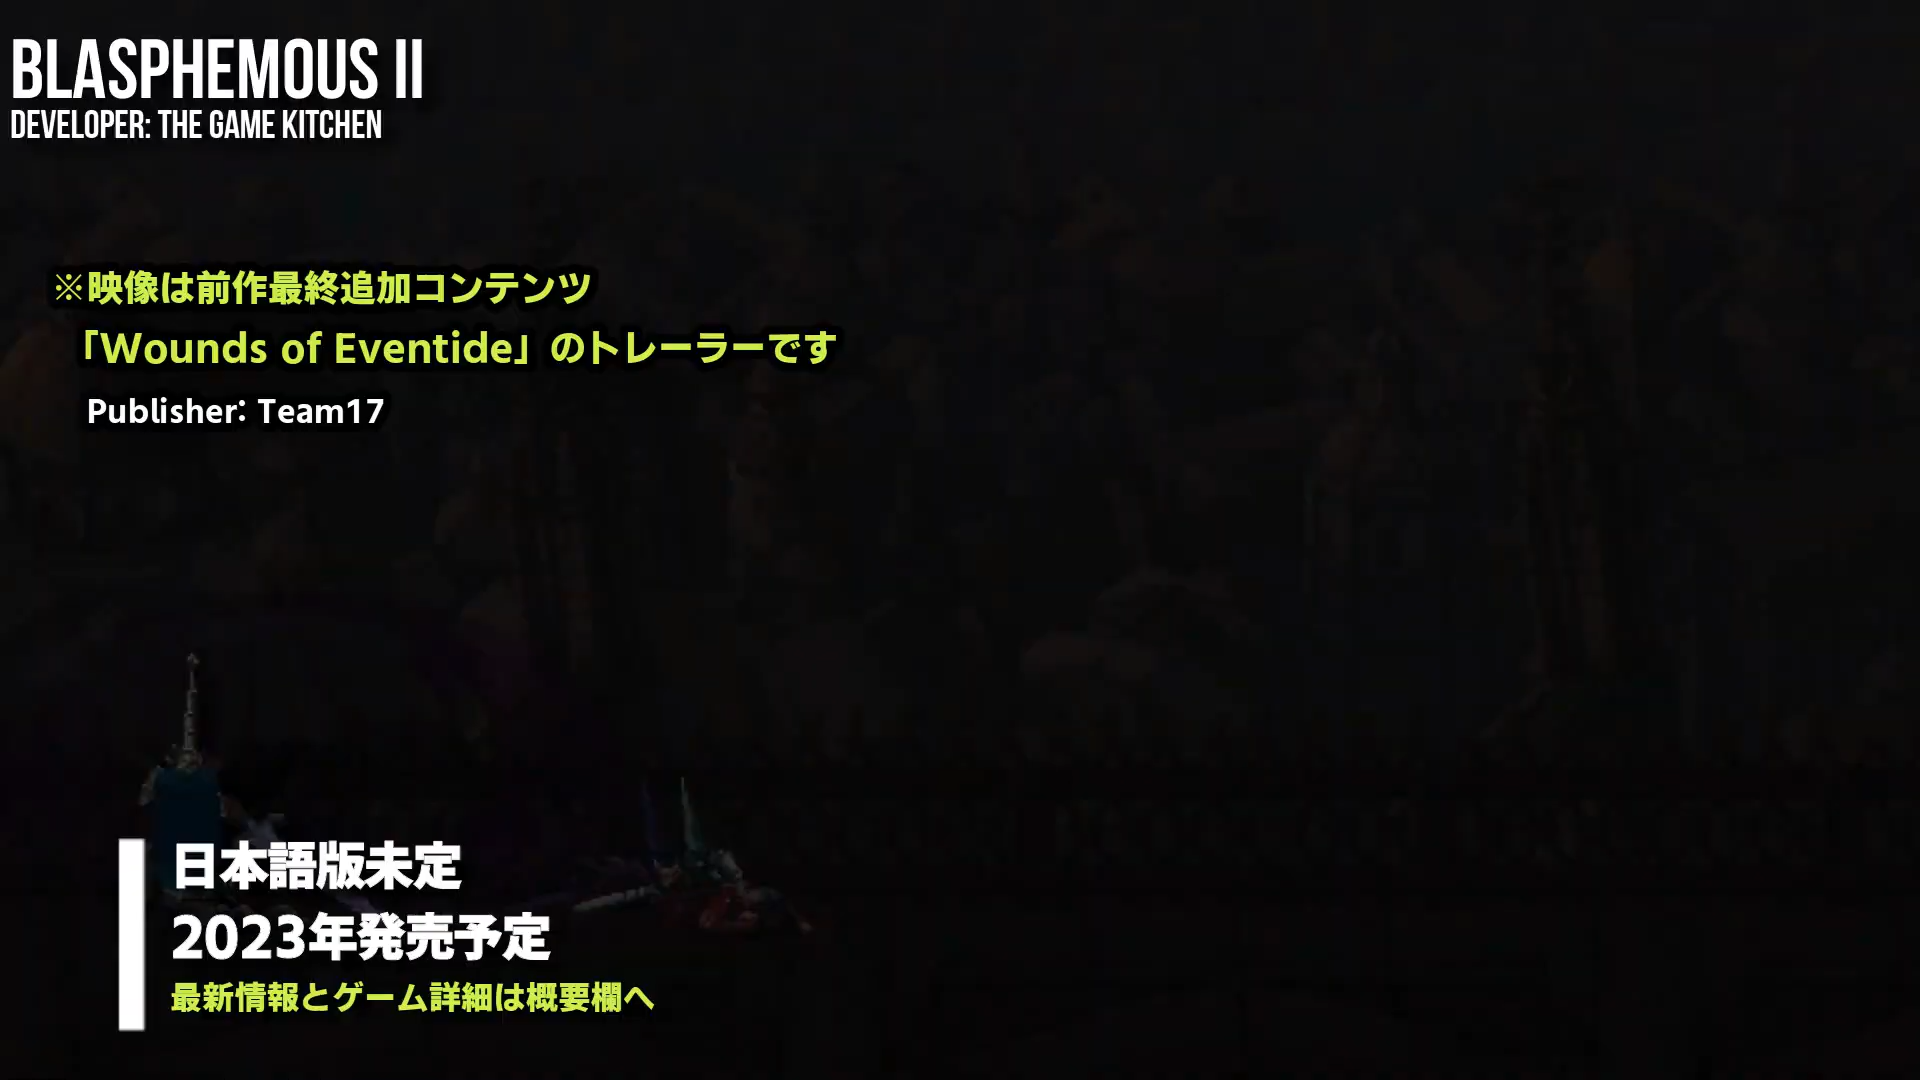 BLASPHEMOUS II
DEVELOPER: THE GAME KITCHEN
※映像は前作最終追加コンテンツ
「Wounds of Eventide」のトレーラーです
Publisher: Team17
日本語版未定
2023年発売予定
最新情報とゲーム詳細は概要欄へ